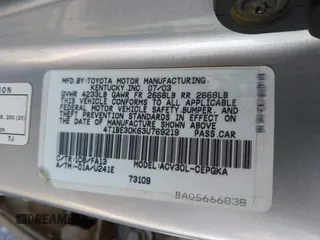 MFD.BY:TOYOTA MOTOR MANUFACTURING
KENTUCKY, INC. 07/03
GVWR 4233LB GAWR FR 2668LB RR 2668LB
THIS VEHICLE CONFORMS TO ALL APPLICABLE
FEDERAL MOTOR VEHICLE SAFETY, BUMPER, AND
THEFT PREVENTION STANDARDS IN EFFECT ON
THE DATE OF MANUFACTURE SHOWN ABOVE.
4T1BE30K63U769219 PASS.CAR
C/TR: 1C8/FA13 MODEL: ACV30L-CEPGKA
A/TM: -01A/U241E
73109
BA05666838